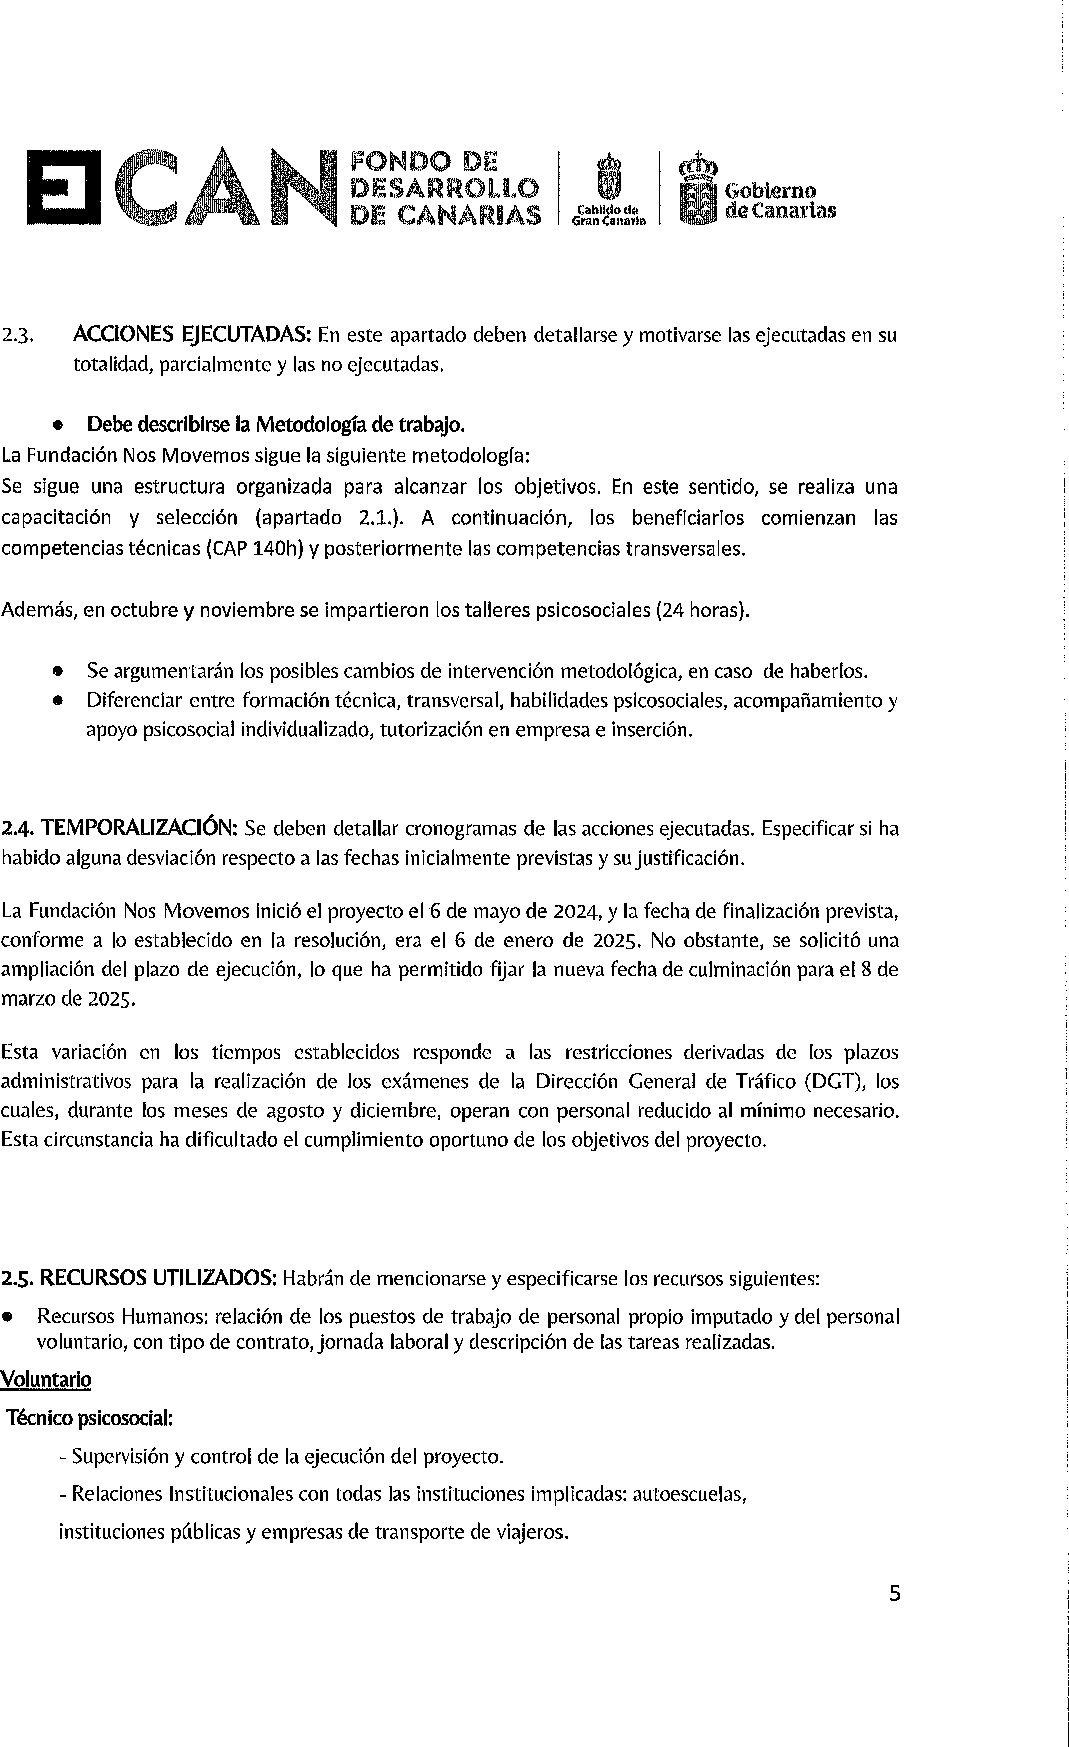 FONDO DE
DESARROLLO
DE CANARIAS
Cabildo de
Gran Canaria
Gobierno
de Canarias
2.3. ACCIONES EJECUTADAS: En este apartado deben detallarse y motivarse las ejecutadas en su
totalidad, parcialmente y las no ejecutadas.
• Debe describirse la Metodología de trabajo.
La Fundación Nos Movemos sigue la siguiente metodología:
Se sigue una estructura organizada para alcanzar los objetivos. En este sentido, se realiza una
capacitación y selección (apartado 2.1.). A continuación, los beneficiarios comienzan las
competencias técnicas (CAP 140h) y posteriormente las competencias transversales.
Además, en octubre y noviembre se impartieron los talleres psicosociales (24 horas).
• Se argumentarán los posibles cambios de intervención metodológica, en caso de haberlos.
• Diferenciar entre formación técnica, transversal, habilidades psicosociales, acompañamiento y
apoyo psicosocial individualizado, tutorización en empresa e inserción.
2.4. TEMPORALIZACIÓN: Se deben detallar cronogramas de las acciones ejecutadas. Especificar si ha
habido alguna desviación respecto a las fechas inicialmente previstas y su justificación.
La Fundación Nos Movemos inició el proyecto el 6 de mayo de 2024, y la fecha de finalización prevista,
conforme a lo establecido en la resolución, era el 6 de enero de 2025. No obstante, se solicitó una
ampliación del plazo de ejecución, lo que ha permitido fijar la nueva fecha de culminación para el 8 de
marzo de 2025.
Esta variación en los tiempos establecidos responde a las restricciones derivadas de los plazos
administrativos para la realización de los exámenes de la Dirección General de Tráfico (DGT), los
cuales, durante los meses de agosto y diciembre, operan con personal reducido al mínimo necesario.
Esta circunstancia ha dificultado el cumplimiento oportuno de los objetivos del proyecto.
2.5. RECURSOS UTILIZADOS: Habrán de mencionarse y especificarse los recursos siguientes:
• Recursos Humanos: relación de los puestos de trabajo de personal propio imputado y del personal
voluntario, con tipo de contrato, jornada laboral y descripción de las tareas realizadas.
Voluntario
Técnico psicosocial:
- Supervisión y control de la ejecución del proyecto.
- Relaciones Institucionales con todas las instituciones implicadas: autoescuelas,
instituciones públicas y empresas de transporte de viajeros.
5